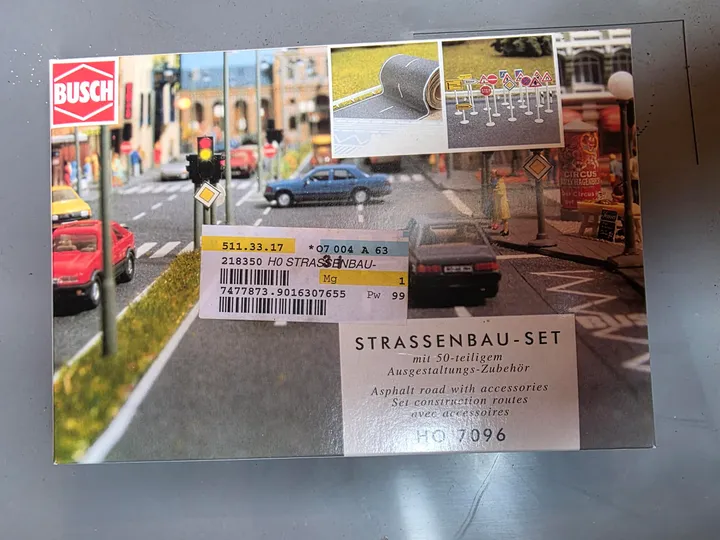 BUSCH
511.33.17
*07 004 A 63
31
218350 H0 STRASSENBAU-
Mg 1
7477873.9016307655
Pw 99
CIRCUS
STRASSENBAU-SET
mit 50-teiligem
Ausgestaltungs-Zubehör
Asphalt road with accessories
Set construction routes
avec accessoires
HO 7096